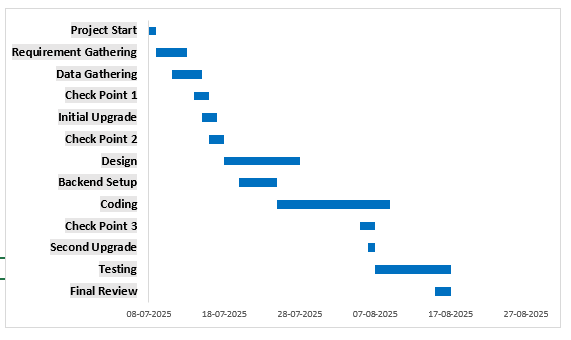 Project Start
Requirement Gathering
Data Gathering
Check Point 1
Initial Upgrade
Check Point 2
Design
Backend Setup
Coding
Check Point 3
Second Upgrade
Testing
Final Review
08-07-2025 18-07-2025 28-07-2025 07-08-2025 17-08-2025 27-08-2025